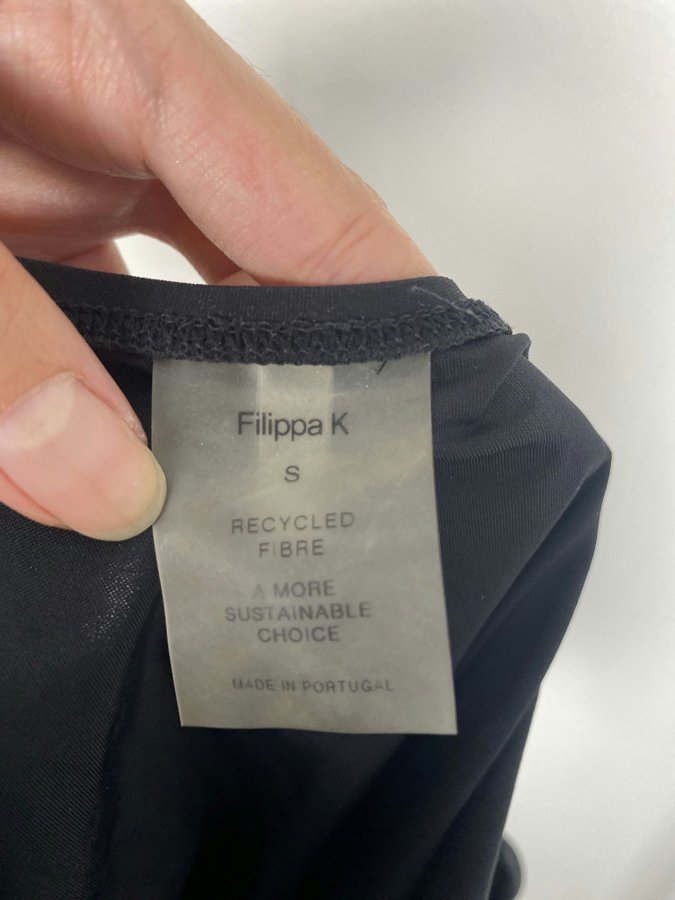 Filippa K
S
RECYCLED
FIBRE
A MORE
SUSTAINABLE
CHOICE
MADE IN PORTUGAL